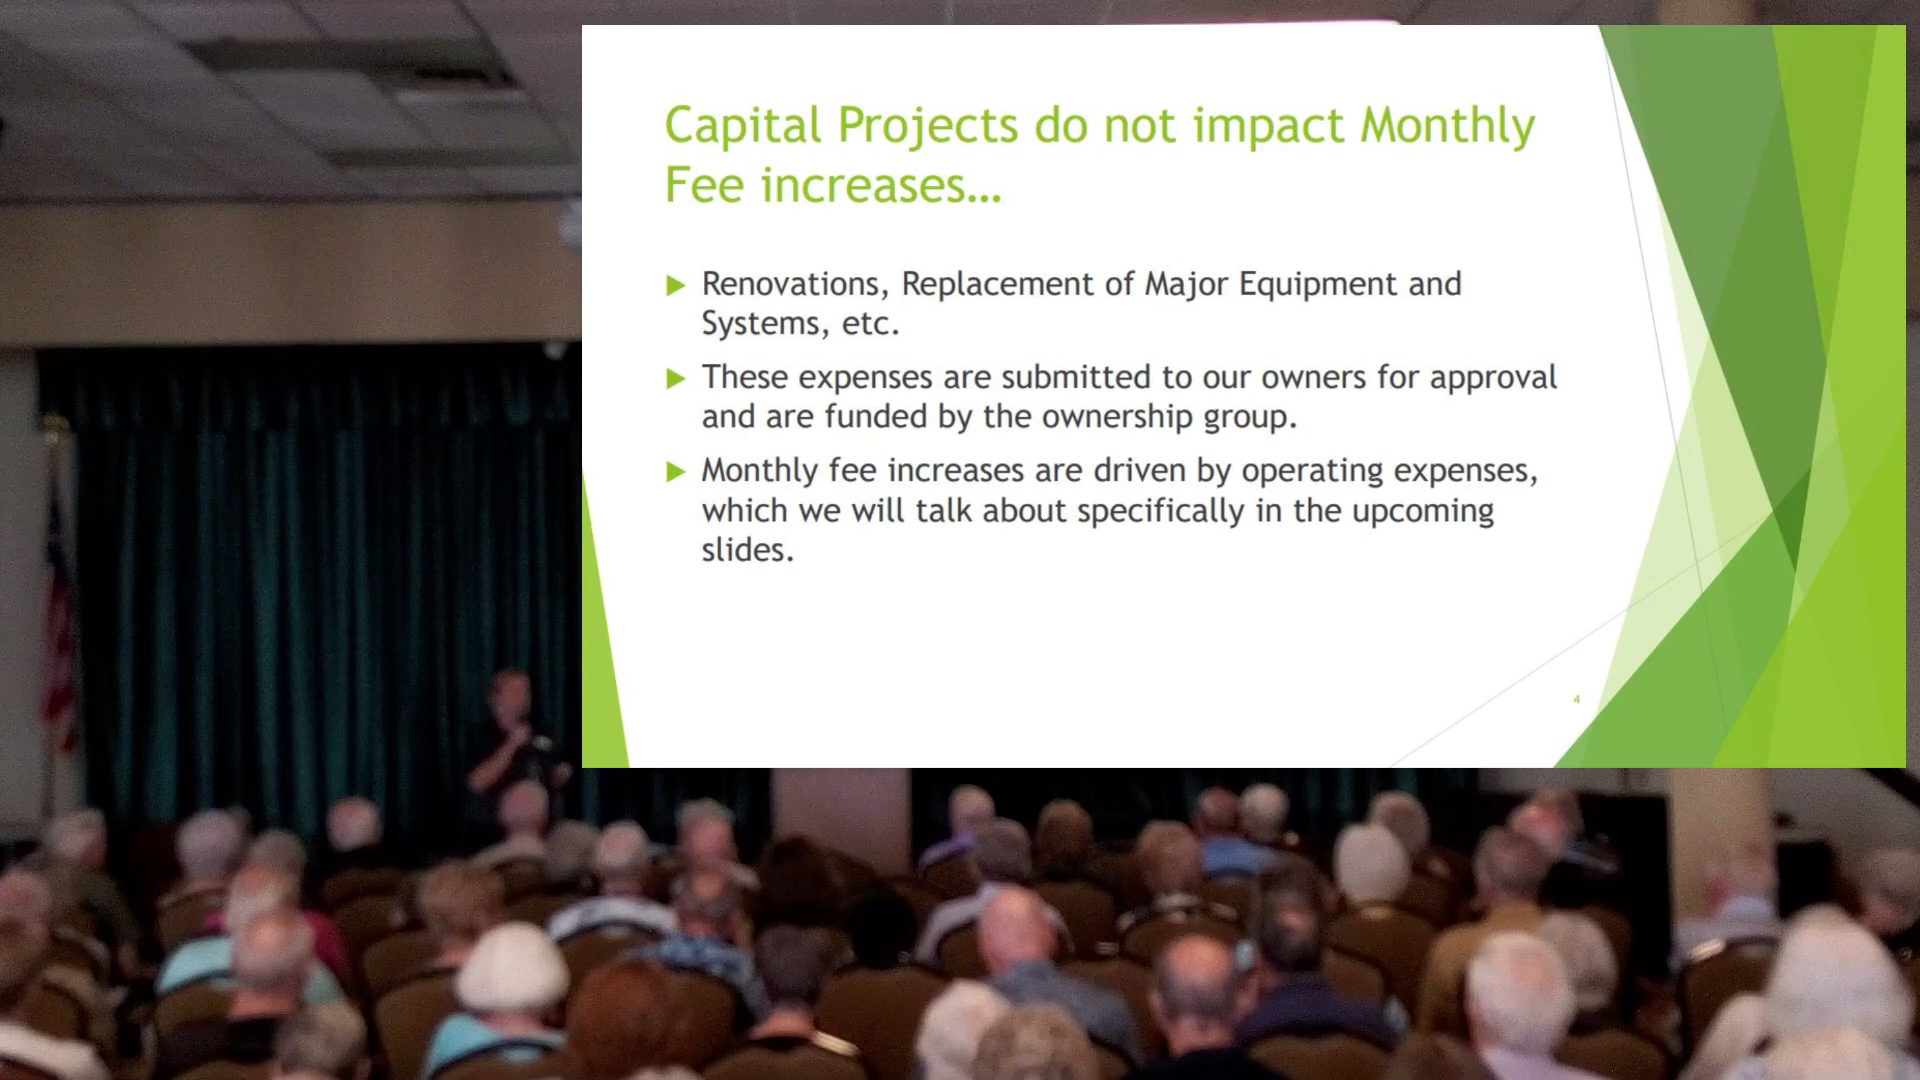 Capital Projects do not impact Monthly
Fee increases...
Renovations, Replacement of Major Equipment and
Systems, etc.
These expenses are submitted to our owners for approval
and are funded by the ownership group.
Monthly fee increases are driven by operating expenses,
which we will talk about specifically in the upcoming
slides.
4